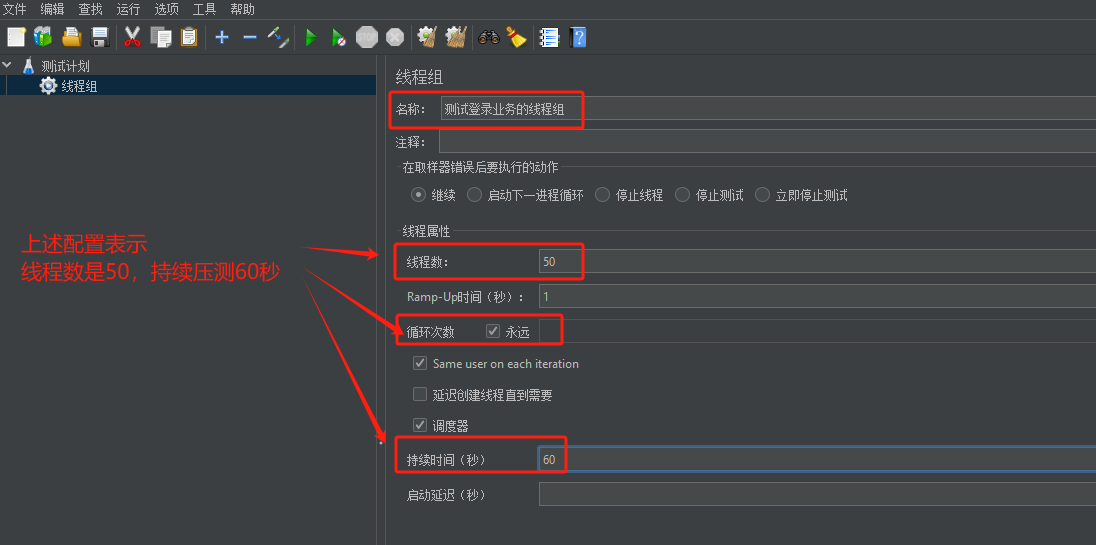 文件 编辑 查找 运行 选项 工具 帮助
STOP
测试计划
线程组
线程组
名称: 测试登录业务的线程组
注释:
在取样器错误后要执行的动作
继续 启动下一进程循环 停止线程 停止测试 立即停止测试
线程属性
线程数: 50
Ramp-Up时间（秒）: 1
循环次数 永远
Same user on each iteration
延迟创建线程直到需要
调度器
持续时间（秒） 60
启动延迟（秒）
上述配置表示
线程数是50，持续压测60秒